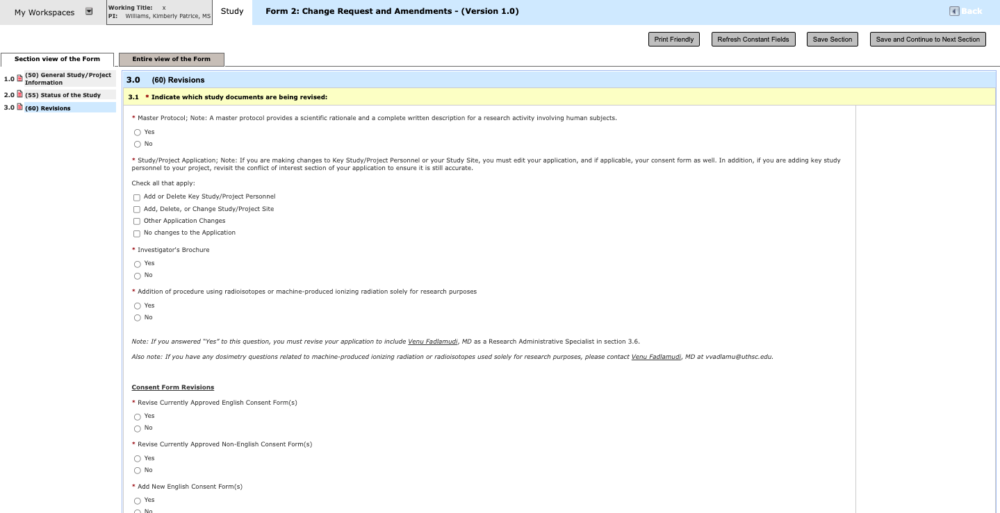 My Workspaces
Working Title: x
PI: Williams, Kimberly Patrice, MS
Study
Form 2: Change Request and Amendments - (Version 1.0)
Back
Print Friendly
Refresh Constant Fields
Save Section
Save and Continue to Next Section
Section view of the Form
Entire view of the Form
1.0 (50) General Study/Project
Information
2.0 (55) Status of the Study
3.0 (60) Revisions
3.0 (60) Revisions
3.1 * Indicate which study documents are being revised:
* Master Protocol; Note: A master protocol provides a scientific rationale and a complete written description for a research activity involving human subjects.
Yes
No
* Study/Project Application; Note: If you are making changes to Key Study/Project Personnel or your Study Site, you must edit your application, and if applicable, your consent form as well. In addition, if you are adding key study
personnel to your project, revisit the conflict of interest section of your application to ensure it is still accurate.
Check all that apply:
Add or Delete Key Study/Project Personnel
Add, Delete, or Change Study/Project Site
Other Application Changes
No changes to the Application
* Investigator's Brochure
Yes
No
* Addition of procedure using radioisotopes or machine-produced ionizing radiation solely for research purposes
Yes
No
Note: If you answered “Yes” to this question, you must revise your application to include Venu Fadlamudi, MD as a Research Administrative Specialist in section 3.6.
Also note: If you have any dosimetry questions related to machine-produced ionizing radiation or radioisotopes used solely for research purposes, please contact Venu Fadlamudi, MD at vvadlamu@uthsc.edu.
Consent Form Revisions
* Revise Currently Approved English Consent Form(s)
Yes
No
* Revise Currently Approved Non-English Consent Form(s)
Yes
No
* Add New English Consent Form(s)
Yes
No